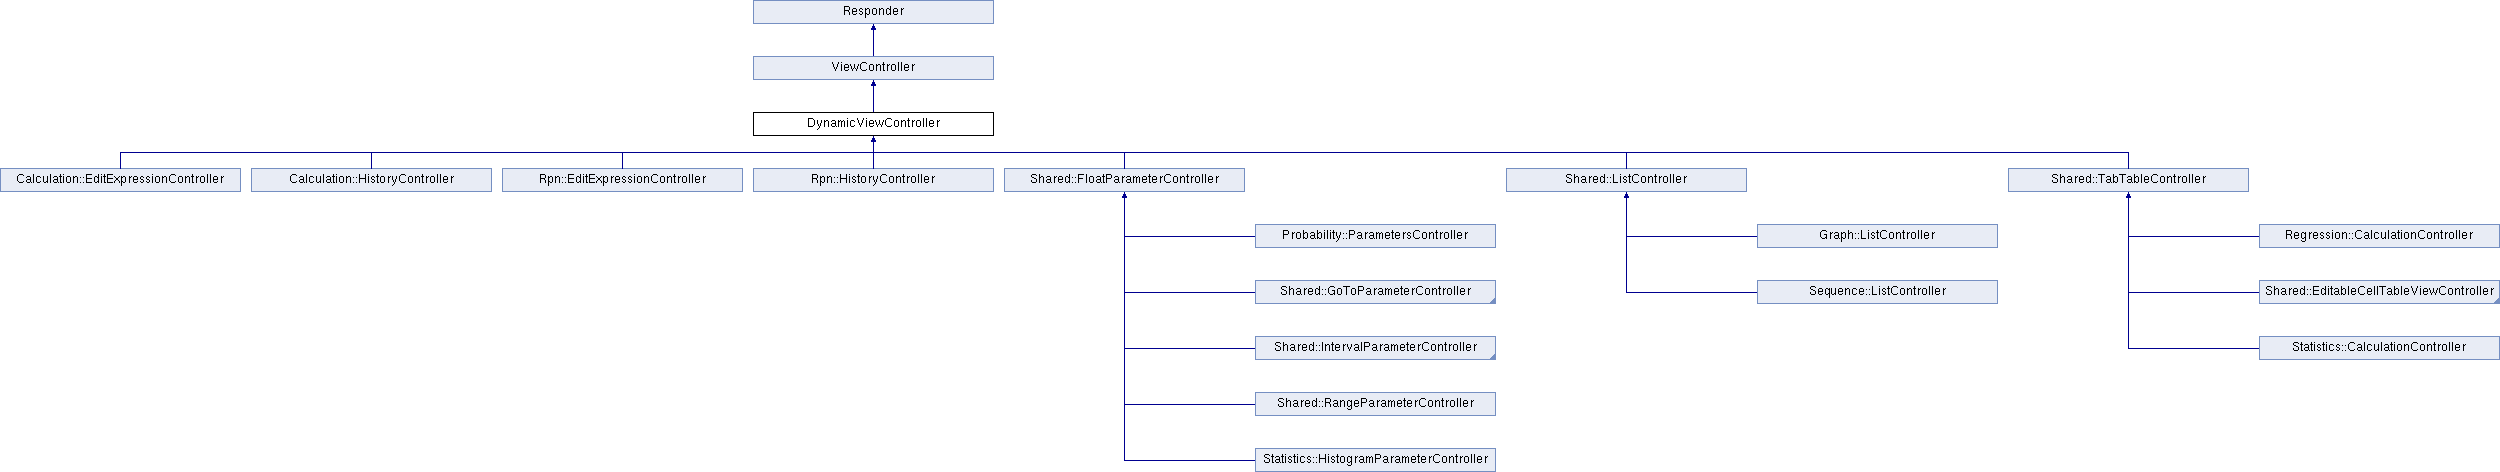 Responder
ViewController
DynamicViewController
Calculation::EditExpressionController
Calculation::HistoryController
Rpn::EditExpressionController
Rpn::HistoryController
Shared::FloatParameterController
Shared::ListController
Shared::TabTableController
Probability::ParametersController
Graph::ListController
Regression::CalculationController
Shared::GoToParameterController
Sequence::ListController
Shared::EditableCellTableViewController
Shared::IntervalParameterController
Statistics::CalculationController
Shared::RangeParameterController
Statistics::HistogramParameterController